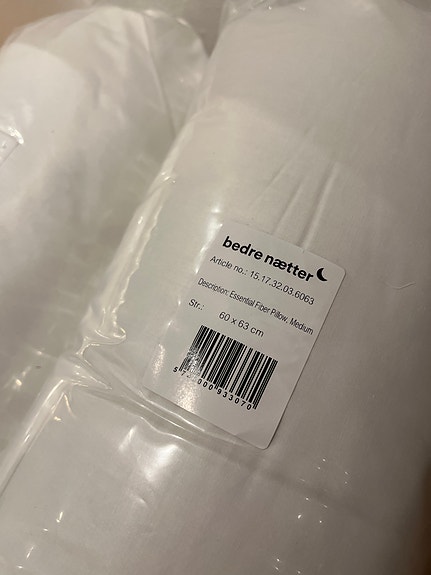 bedre nætter
Article no.: 15.17.32.03.6063
Description: Essential Fiber Pillow, Medium
Str.: 60 x 63 cm